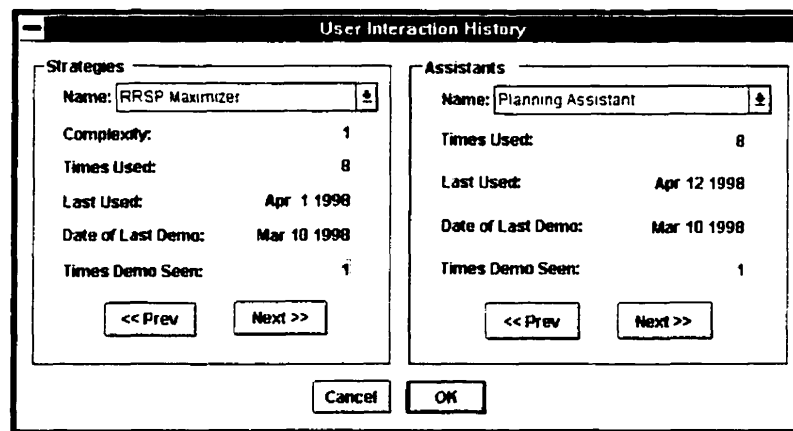 User Interaction History
Strategies
Name: RRSP Maximizer
Complexity: 1
Times Used: 8
Last Used: Apr 1 1998
Date of Last Demo: Mar 10 1998
Times Demo Seen: 1
<< Prev Next >>
Assistants
Name: Planning Assistant
Times Used: 8
Last Used: Apr 12 1998
Date of Last Demo: Mar 10 1998
Times Demo Seen: 1
<< Prev Next >>
Cancel OK